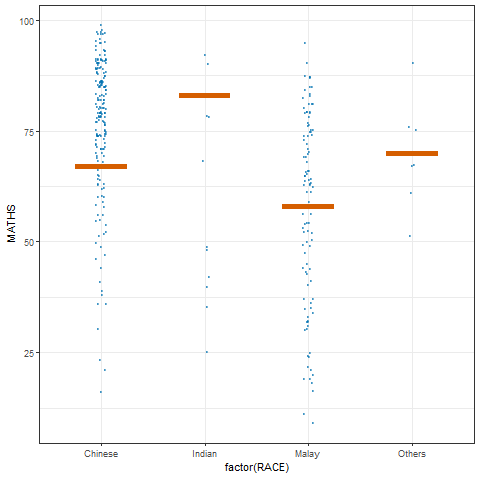 100
75
50
25
MATHS
Chinese
Indian
Malay
Others
factor(RACE)